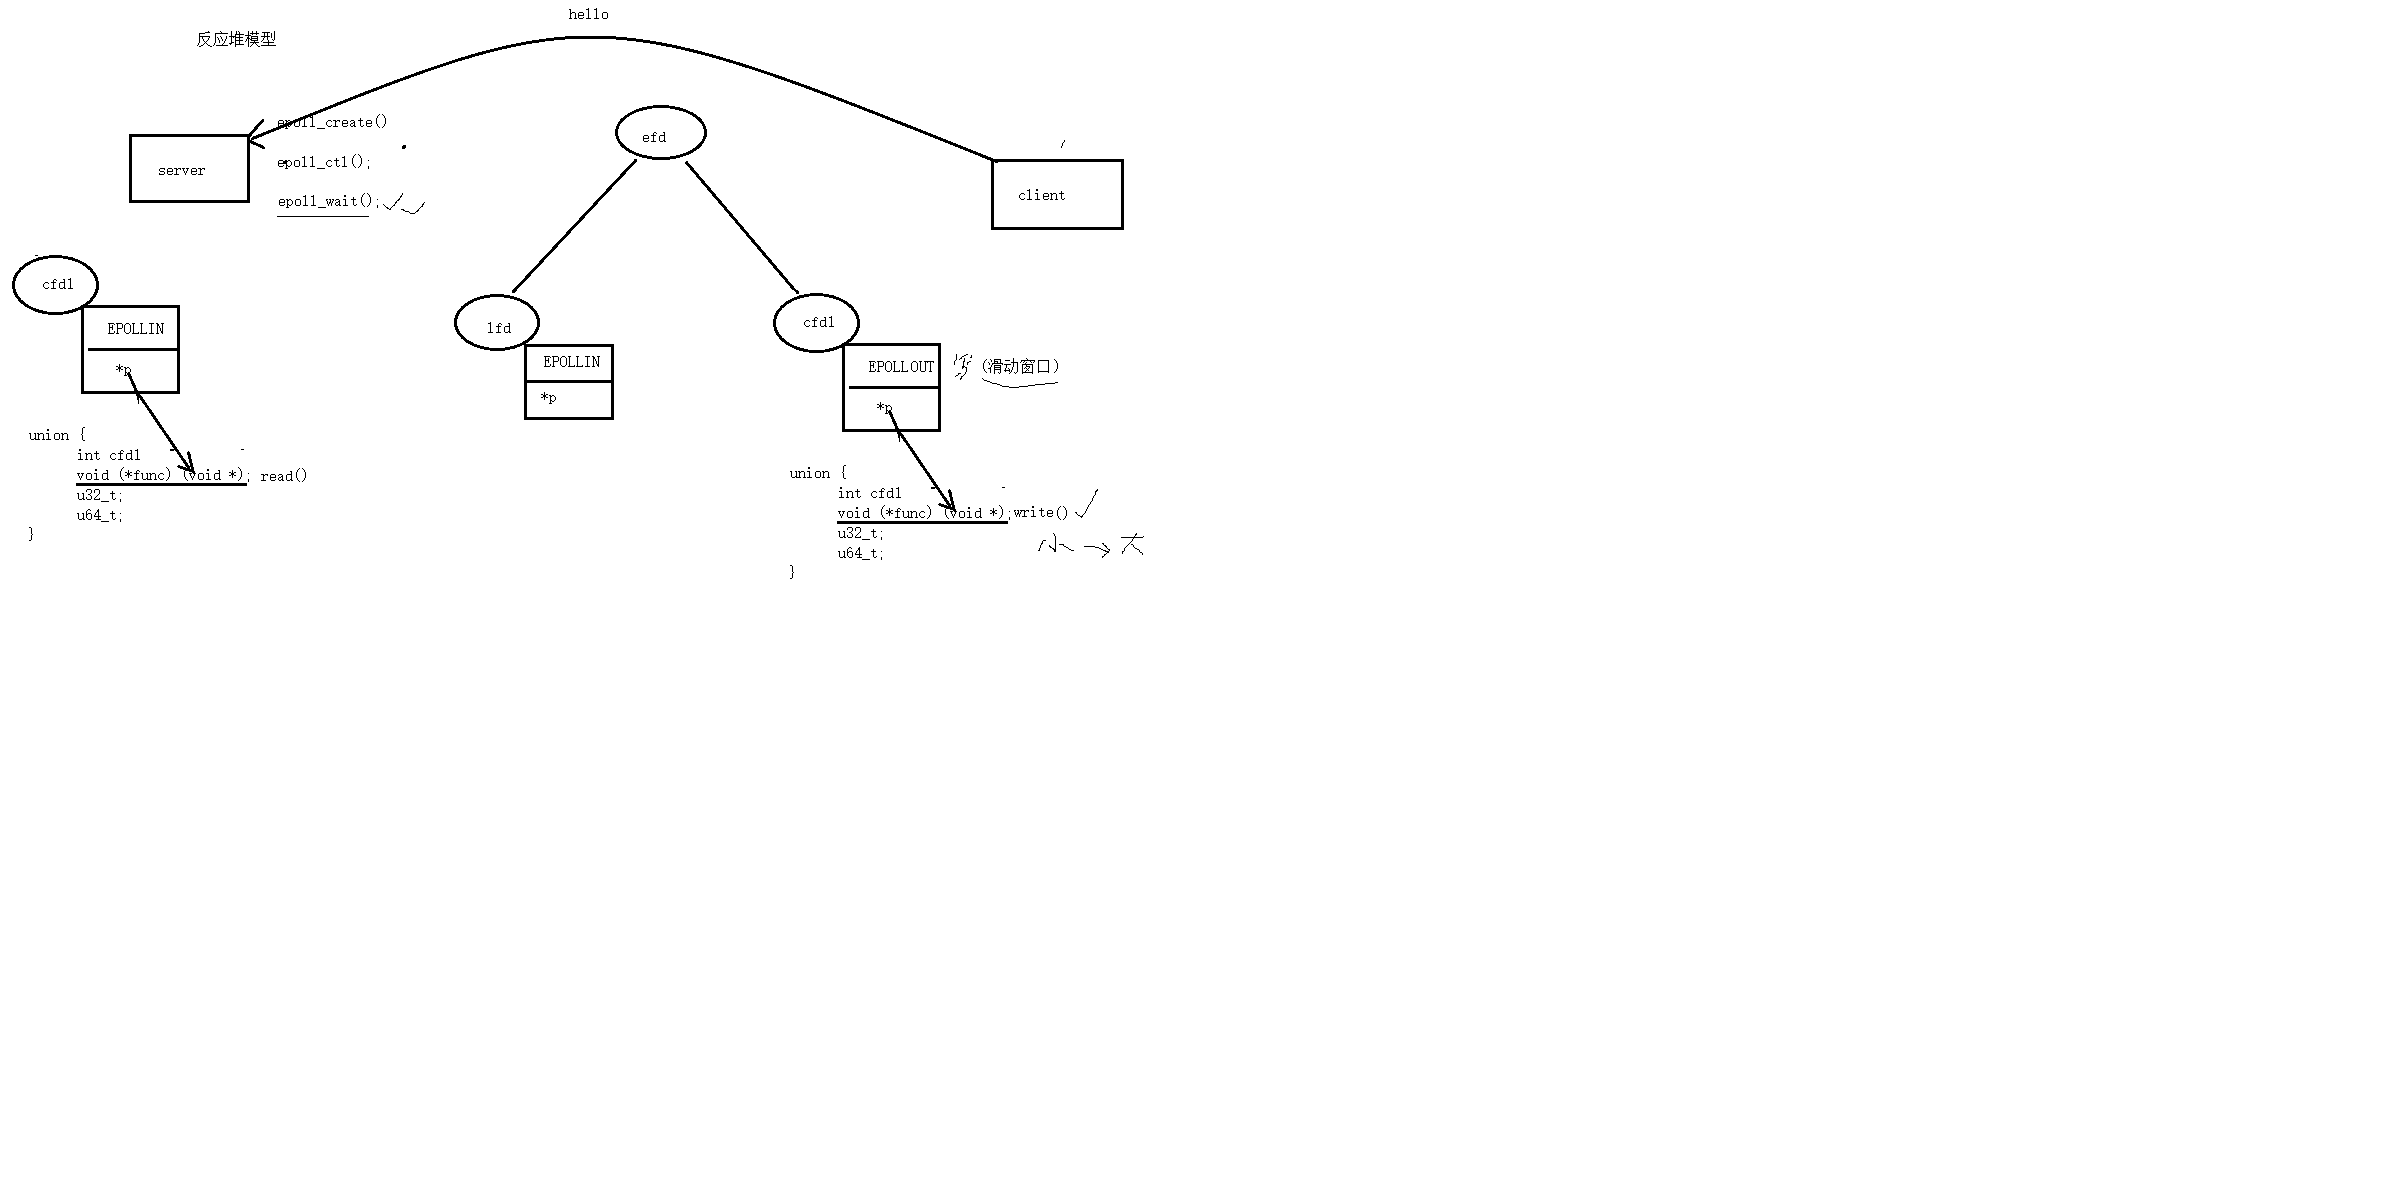 hello
反应堆模型
epoll_create()
efd
epoll_ctl();
server
client
epoll_wait();
cfd1
EPOLLIN
*p
union {
int cfd1
void (*func) (void *); read()
u32_t;
u64_t;
}
lfd
EPOLLIN
*p
cfd1
EPOLLOUT
(滑动窗口)
*p
union {
int cfd1
void (*func) (void *);write()
u32_t;
u64_t;
}
小 → 大